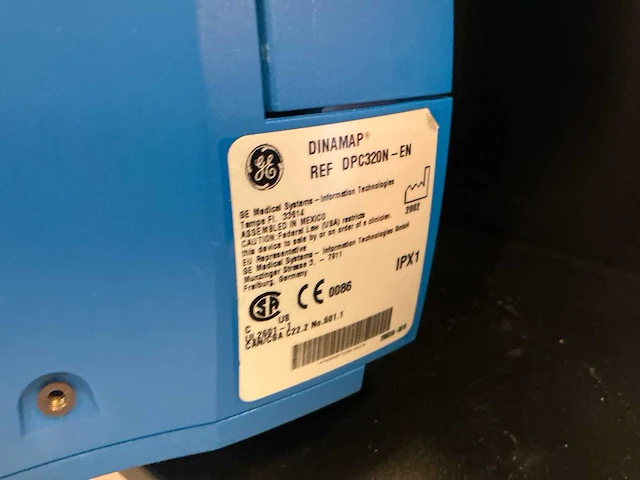 GE
DINAMAP®
REF DPC320N-EN
2002
GE Medical Systems - Information Technologies
Tampa Fl. 33614
ASSEMBLED IN MEXICO
CAUTION:Federal Law (USA) restricts
this device to sale by or on order of a clinician.
EU Representative
GE Medical Systems - Information Technologies GmbH
Munzinger Strasse 3, - 7911
Freiburg, Germany
IPX1
CE 0086
C SA US
UL2601-1
CAN/CSA C22.2 No.601.1